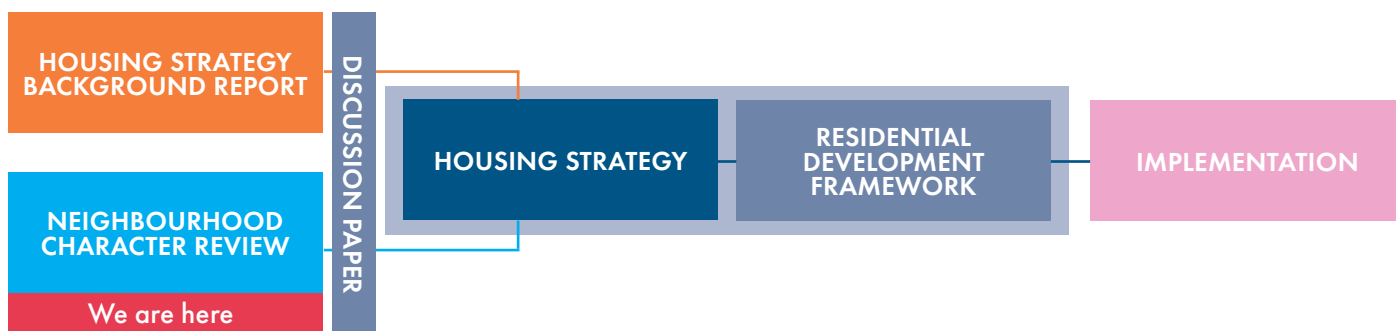 HOUSING STRATEGY
BACKGROUND REPORT
NEIGHBOURHOOD
CHARACTER REVIEW
We are here
DISCUSSION PAPER
HOUSING STRATEGY
RESIDENTIAL
DEVELOPMENT
FRAMEWORK
IMPLEMENTATION